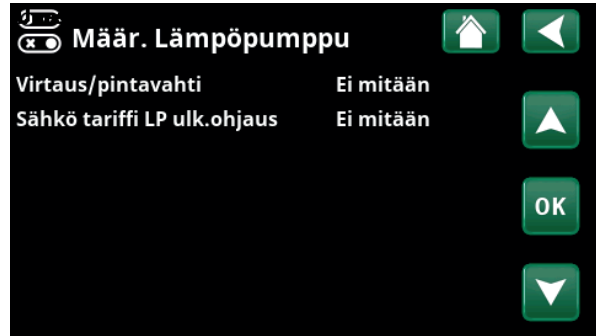 Määr. Lämpöpumppu
Virtaus/pintavahti Ei mitään
Sähkö tariffi LP ulk.ohjaus Ei mitään
OK